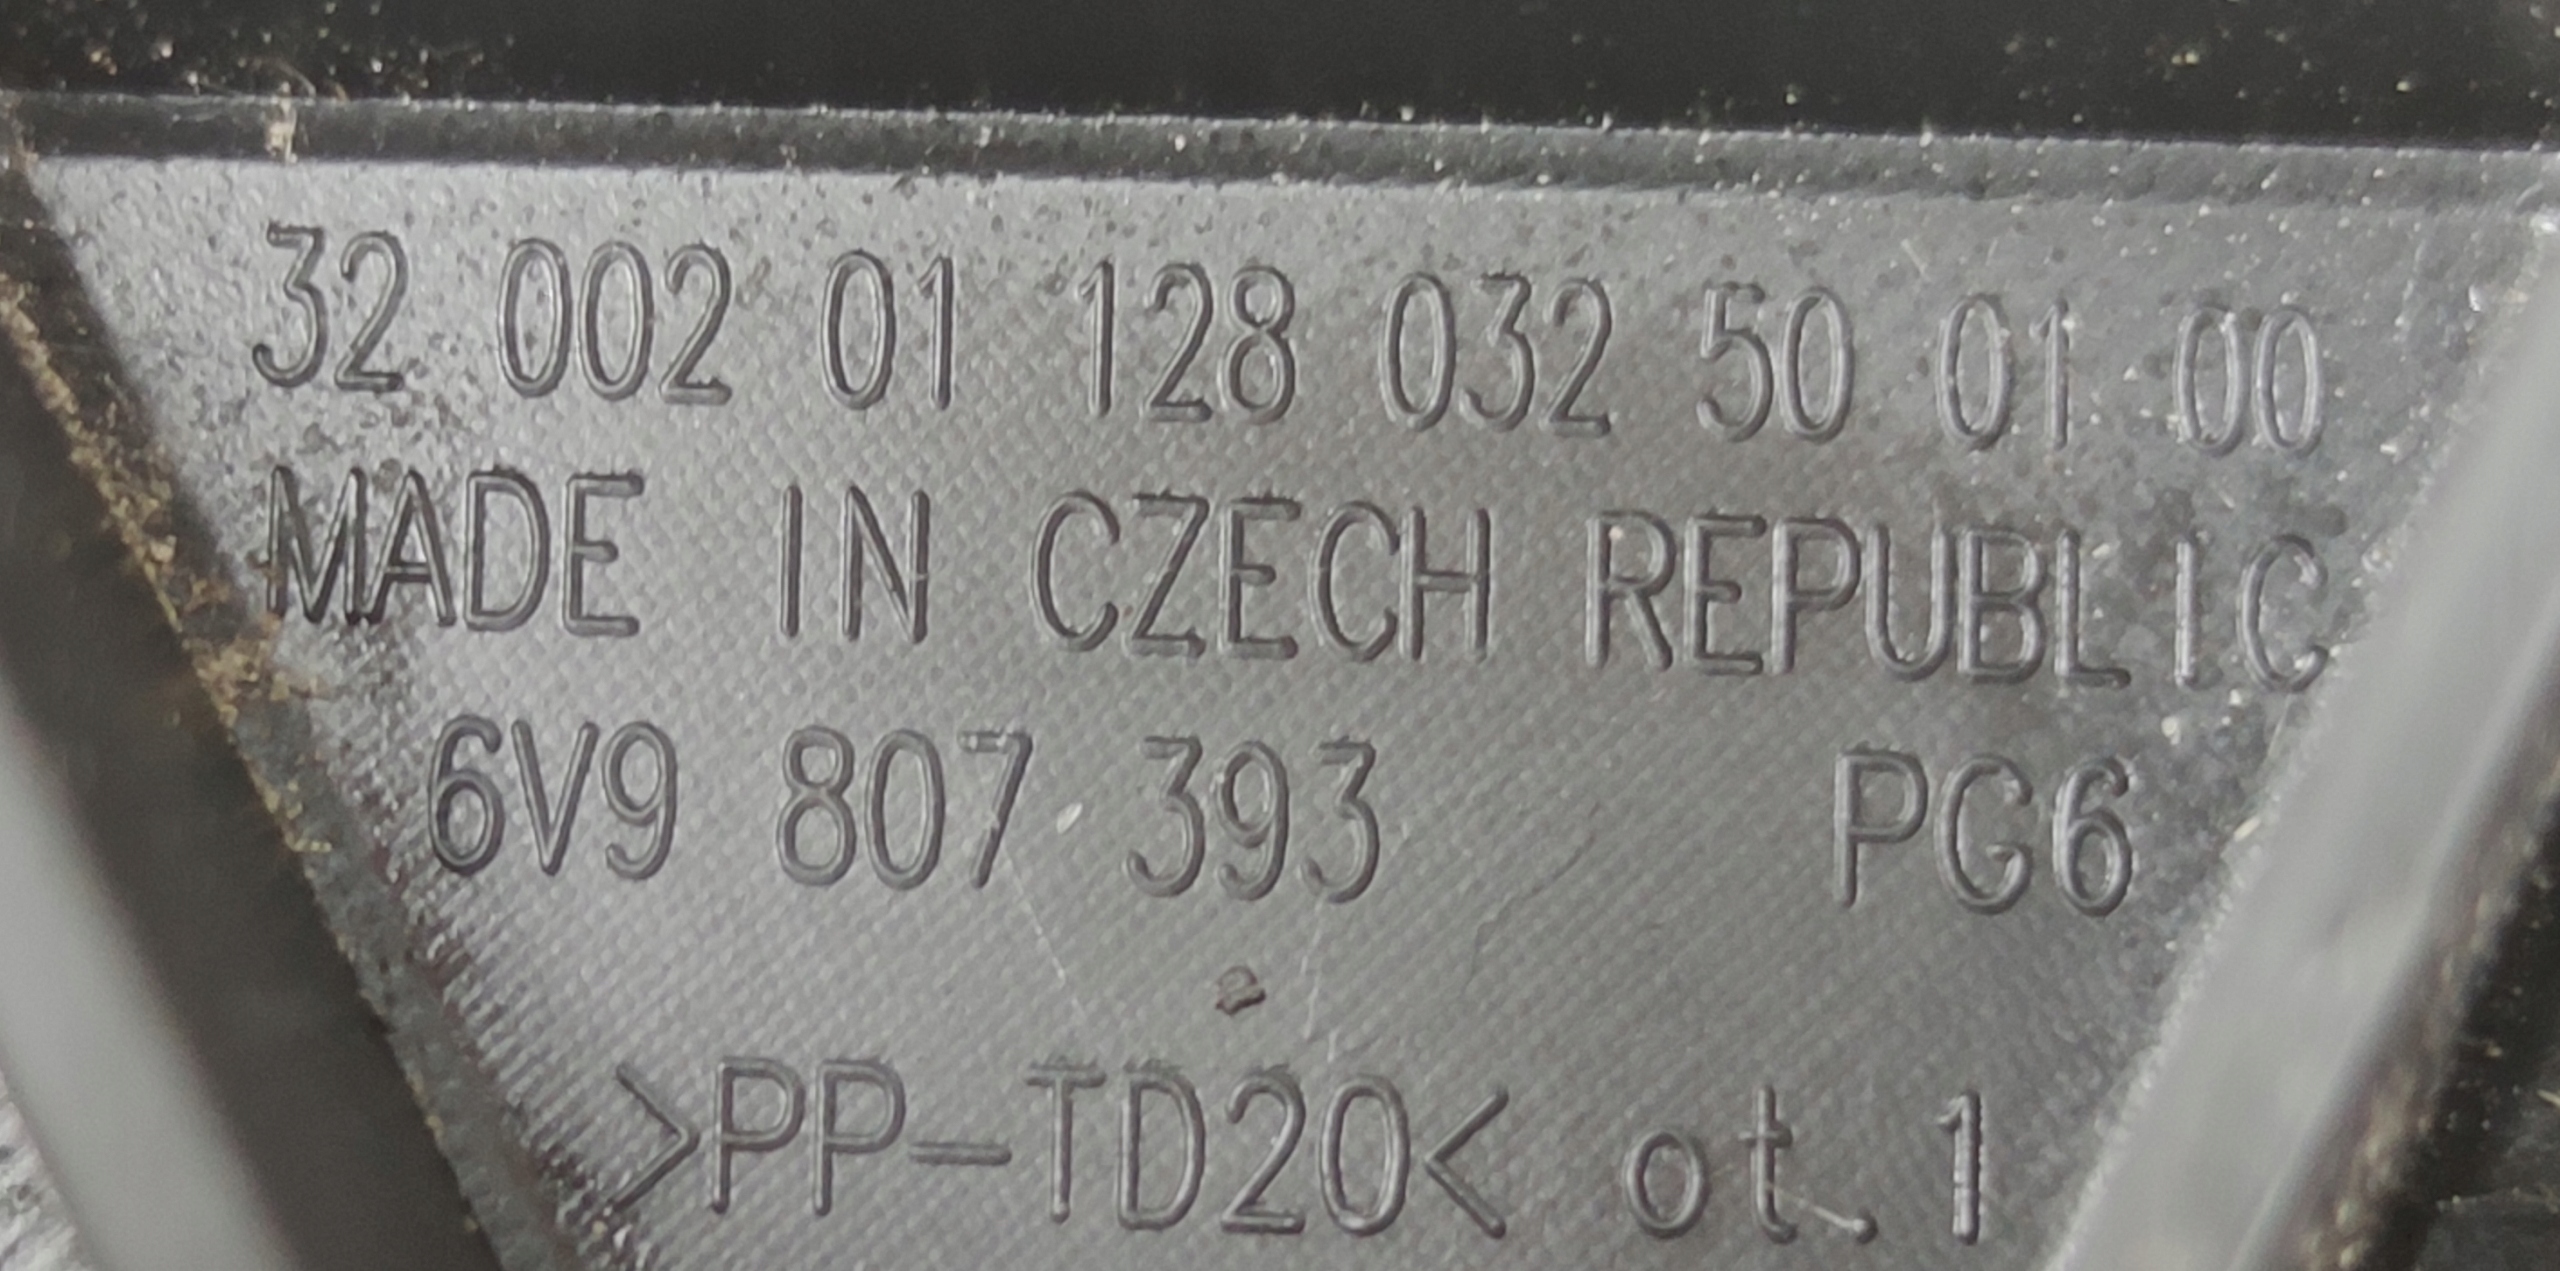 32 002 01 128 032 50 01 00
MADE IN CZECH REPUBLIC
6V9 807 393 PG6
>PP-TD20< ot.1